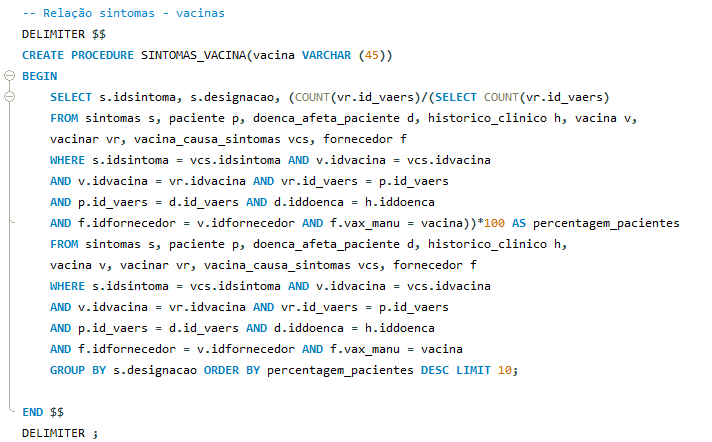 -- Relação sintomas - vacinas
DELIMITER $$
CREATE PROCEDURE SINTOMAS_VACINA(vacina VARCHAR (45))
BEGIN
SELECT s.idsintoma, s.designacao, (COUNT(vr.id_vaers)/(SELECT COUNT(vr.id_vaers)
FROM sintomas s, paciente p, doenca_afeta_paciente d, historico_clinico h, vacina v,
vacinar vr, vacina_causa_sintomas vcs, fornecedor f
WHERE s.idsintoma = vcs.idsintoma AND v.idvacina = vcs.idvacina
AND v.idvacina = vr.idvacina AND vr.id_vaers = p.id_vaers
AND p.id_vaers = d.id_vaers AND d.iddoenca = h.iddoenca
AND f.idfornecedor = v.idfornecedor AND f.vax_manu = vacina))*100 AS percentagem_pacientes
FROM sintomas s, paciente p, doenca_afeta_paciente d, historico_clinico h,
vacina v, vacinar vr, vacina_causa_sintomas vcs, fornecedor f
WHERE s.idsintoma = vcs.idsintoma AND v.idvacina = vcs.idvacina
AND v.idvacina = vr.idvacina AND vr.id_vaers = p.id_vaers
AND p.id_vaers = d.id_vaers AND d.iddoenca = h.iddoenca
AND f.idfornecedor = v.idfornecedor AND f.vax_manu = vacina
GROUP BY s.designacao ORDER BY percentagem_pacientes DESC LIMIT 10;
END $$
DELIMITER ;